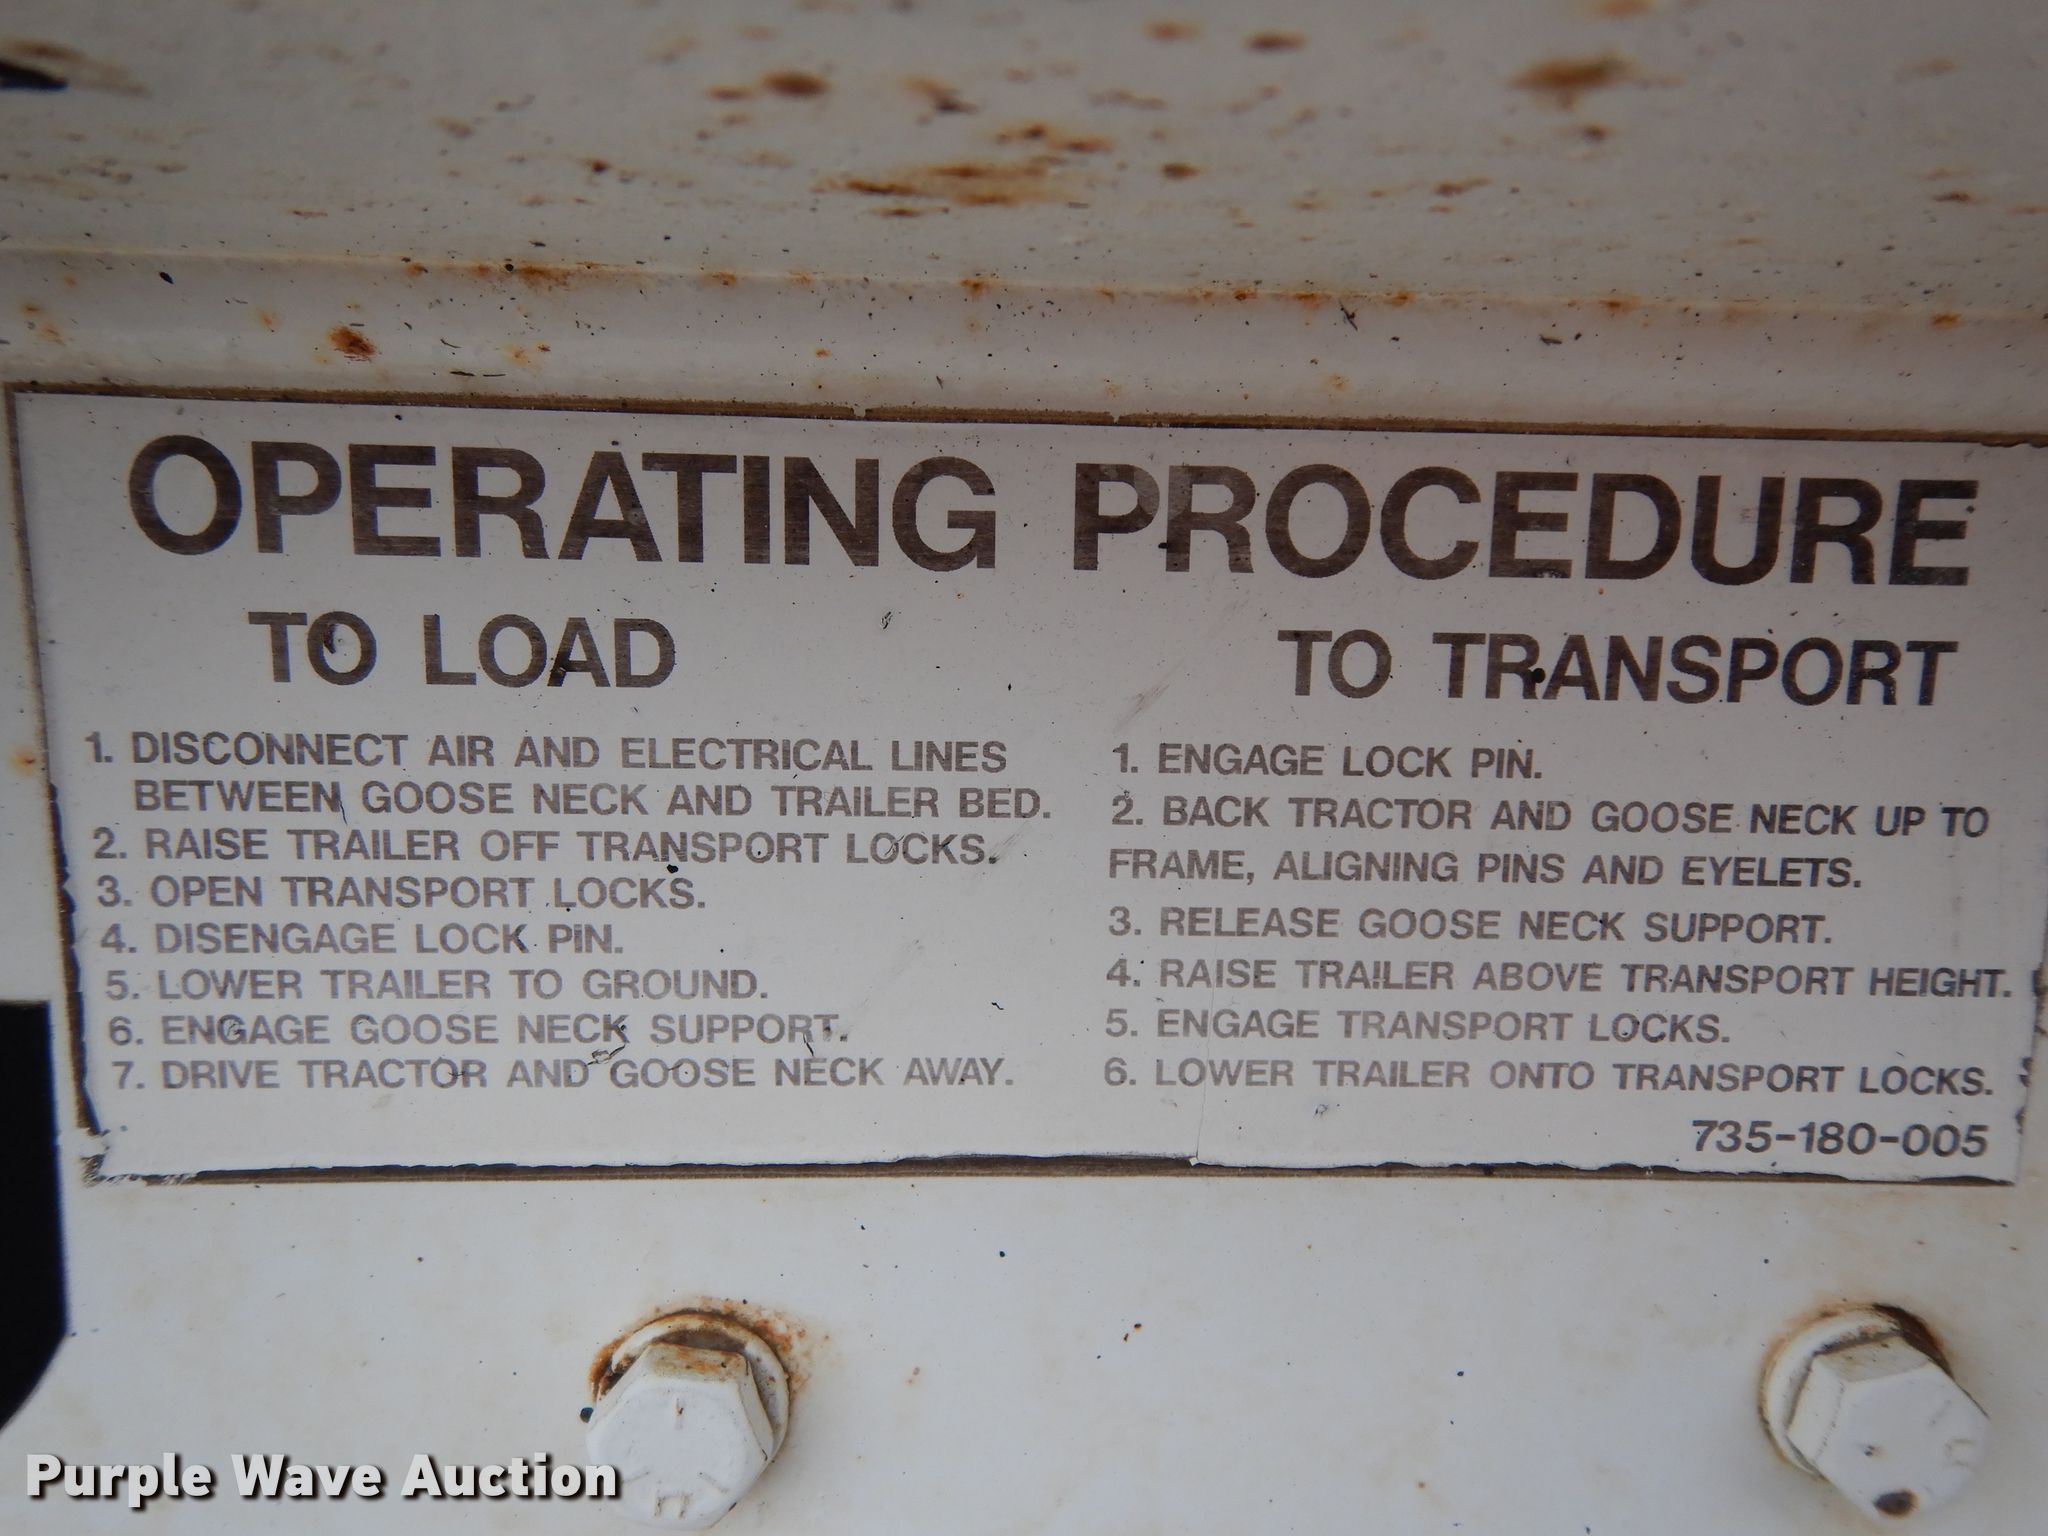 OPERATING PROCEDURE
TO LOAD
1. DISCONNECT AIR AND ELECTRICAL LINES
BETWEEN GOOSE NECK AND TRAILER BED.
2. RAISE TRAILER OFF TRANSPORT LOCKS.
3. OPEN TRANSPORT LOCKS.
4. DISENGAGE LOCK PIN.
5. LOWER TRAILER TO GROUND.
6. ENGAGE GOOSE NECK SUPPORT.
7. DRIVE TRACTOR AND GOOSE NECK AWAY.
TO TRANSPORT
1. ENGAGE LOCK PIN.
2. BACK TRACTOR AND GOOSE NECK UP TO
FRAME, ALIGNING PINS AND EYELETS.
3. RELEASE GOOSE NECK SUPPORT.
4. RAISE TRAILER ABOVE TRANSPORT HEIGHT.
5. ENGAGE TRANSPORT LOCKS.
6. LOWER TRAILER ONTO TRANSPORT LOCKS.
735-180-005
Purple Wave Auction